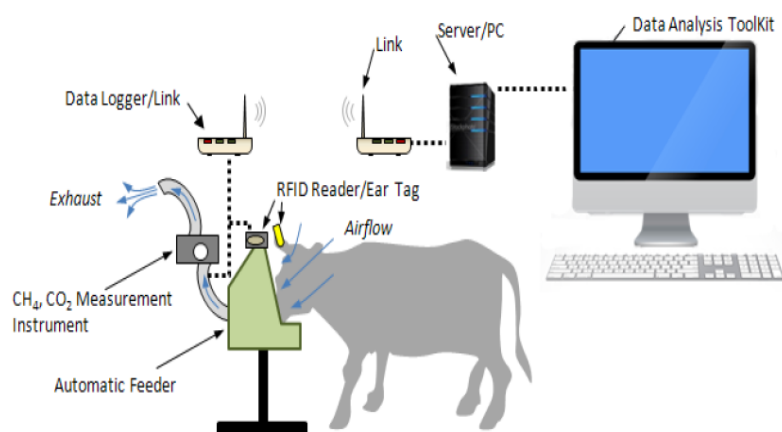 Data Analysis ToolKit
Server/PC
Link
Data Logger/Link
RFID Reader/Ear Tag
Exhaust
Airflow
CH₄, CO₂ Measurement
Instrument
Automatic Feeder